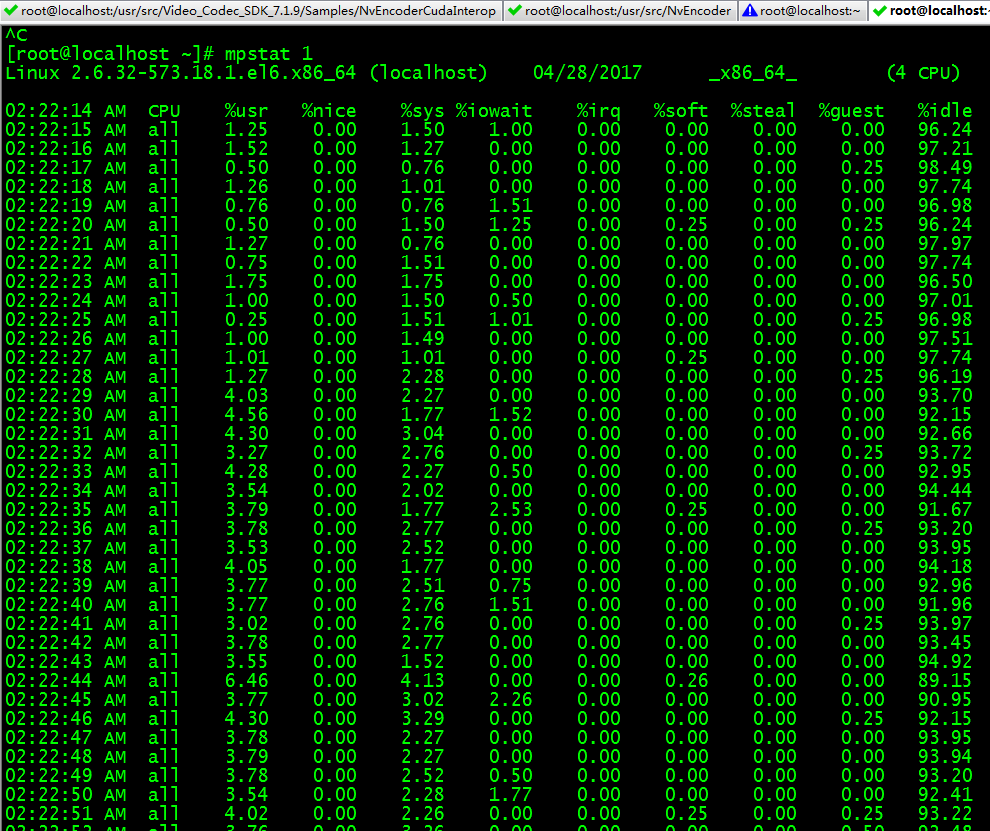 root@localhost:/usr/src/Video_Codec_SDK_7.1.9/Samples/NvEncoderCudaInterop root@localhost:/usr/src/NvEncoder root@localhost:~ root@localhost:
^C
[root@localhost ~]# mpstat 1
Linux 2.6.32-573.18.1.el6.x86_64 (localhost) 04/28/2017 _x86_64_ (4 CPU)
02:22:14 AM CPU %usr %nice %sys %iowait %irq %soft %steal %guest %idle
02:22:15 AM all 1.25 0.00 1.50 1.00 0.00 0.00 0.00 0.00 96.24
02:22:16 AM all 1.52 0.00 1.27 0.00 0.00 0.00 0.00 0.00 97.21
02:22:17 AM all 0.50 0.00 0.76 0.00 0.00 0.00 0.00 0.25 98.49
02:22:18 AM all 1.26 0.00 1.01 0.00 0.00 0.00 0.00 0.00 97.74
02:22:19 AM all 0.76 0.00 0.76 1.51 0.00 0.00 0.00 0.00 96.98
02:22:20 AM all 0.50 0.00 1.50 1.25 0.00 0.25 0.00 0.25 96.24
02:22:21 AM all 1.27 0.00 0.76 0.00 0.00 0.00 0.00 0.00 97.97
02:22:22 AM all 0.75 0.00 1.51 0.00 0.00 0.00 0.00 0.00 97.74
02:22:23 AM all 1.75 0.00 1.75 0.00 0.00 0.00 0.00 0.00 96.50
02:22:24 AM all 1.00 0.00 1.50 0.50 0.00 0.00 0.00 0.00 97.01
02:22:25 AM all 0.25 0.00 1.51 1.01 0.00 0.00 0.00 0.25 96.98
02:22:26 AM all 1.00 0.00 1.49 0.00 0.00 0.00 0.00 0.00 97.51
02:22:27 AM all 1.01 0.00 1.01 0.00 0.00 0.25 0.00 0.00 97.74
02:22:28 AM all 1.27 0.00 2.28 0.00 0.00 0.00 0.00 0.25 96.19
02:22:29 AM all 4.03 0.00 2.27 0.00 0.00 0.00 0.00 0.00 93.70
02:22:30 AM all 4.56 0.00 1.77 1.52 0.00 0.00 0.00 0.00 92.15
02:22:31 AM all 4.30 0.00 3.04 0.00 0.00 0.00 0.00 0.00 92.66
02:22:32 AM all 3.27 0.00 2.76 0.00 0.00 0.00 0.00 0.25 93.72
02:22:33 AM all 4.28 0.00 2.27 0.50 0.00 0.00 0.00 0.00 92.95
02:22:34 AM all 3.54 0.00 2.02 0.00 0.00 0.00 0.00 0.00 94.44
02:22:35 AM all 3.79 0.00 1.77 2.53 0.00 0.25 0.00 0.00 91.67
02:22:36 AM all 3.78 0.00 2.77 0.00 0.00 0.00 0.00 0.25 93.20
02:22:37 AM all 3.53 0.00 2.52 0.00 0.00 0.00 0.00 0.00 93.95
02:22:38 AM all 4.05 0.00 1.77 0.00 0.00 0.00 0.00 0.00 94.18
02:22:39 AM all 3.77 0.00 2.51 0.75 0.00 0.00 0.00 0.00 92.96
02:22:40 AM all 3.77 0.00 2.76 1.51 0.00 0.00 0.00 0.00 91.96
02:22:41 AM all 3.02 0.00 2.76 0.00 0.00 0.00 0.00 0.25 93.97
02:22:42 AM all 3.78 0.00 2.77 0.00 0.00 0.00 0.00 0.00 93.45
02:22:43 AM all 3.55 0.00 1.52 0.00 0.00 0.00 0.00 0.00 94.92
02:22:44 AM all 6.46 0.00 4.13 0.00 0.00 0.26 0.00 0.00 89.15
02:22:45 AM all 3.77 0.00 3.02 2.26 0.00 0.00 0.00 0.00 90.95
02:22:46 AM all 4.30 0.00 3.29 0.00 0.00 0.00 0.00 0.25 92.15
02:22:47 AM all 3.78 0.00 2.27 0.00 0.00 0.00 0.00 0.00 93.95
02:22:48 AM all 3.79 0.00 2.27 0.00 0.00 0.00 0.00 0.00 93.94
02:22:49 AM all 3.78 0.00 2.52 0.50 0.00 0.00 0.00 0.00 93.20
02:22:50 AM all 3.54 0.00 2.28 1.77 0.00 0.00 0.00 0.00 92.41
02:22:51 AM all 4.02 0.00 2.26 0.00 0.00 0.25 0.00 0.25 93.22